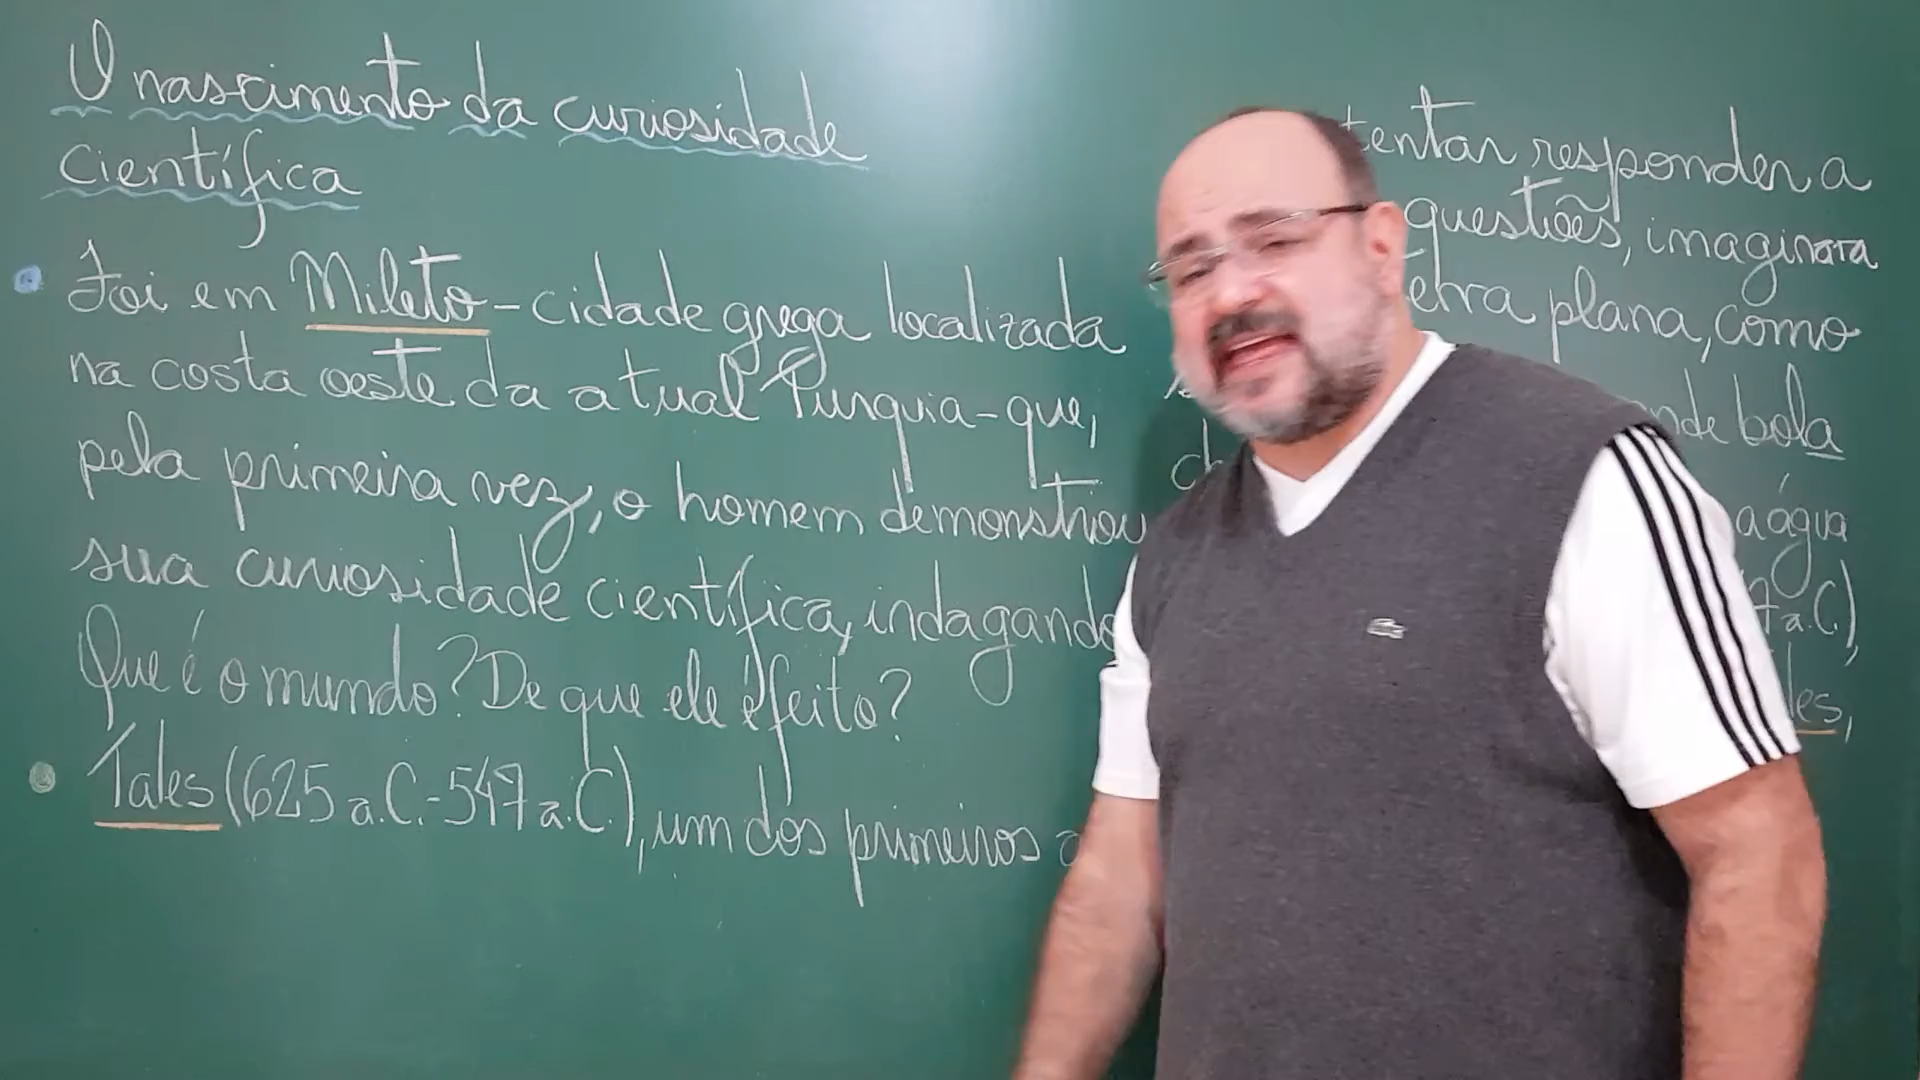 O nascimento da curiosidade
científica
Foi em Mileto - cidade grega localizada
na costa oeste da atual Turquia - que,
pela primeira vez, o homem demonstrou
sua curiosidade científica, indagando
Que é o mundo? De que ele é feito?
Tales (625 a.C. - 547 a.C.), um dos primeiros a
tentar responder a
questões, imaginara
Terra plana, como
bola
a água
a.C.),